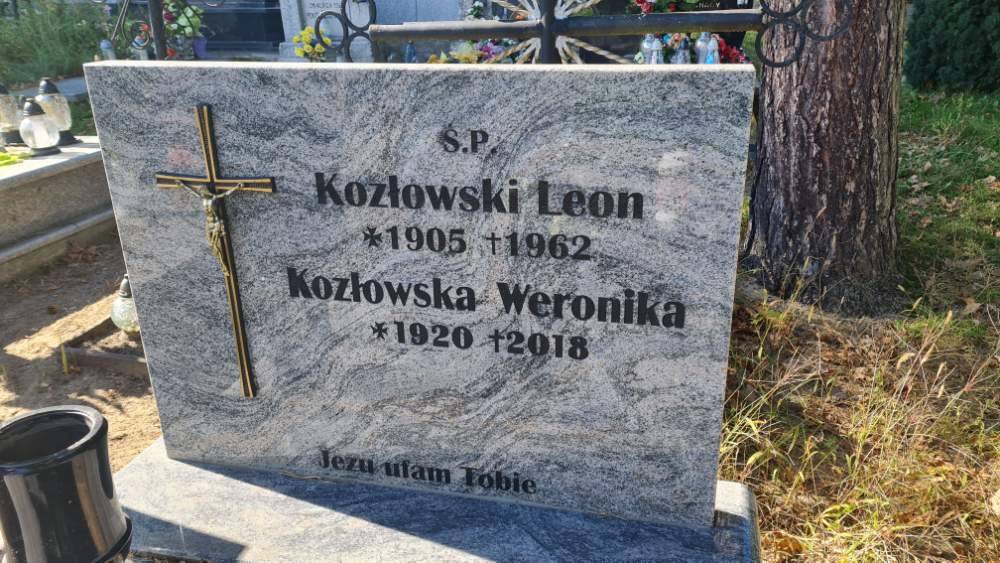 Ś.P.
Kozłowski Leon
*1905 †1962
Kozłowska Weronika
*1920 †2018
Jezu ufam Tobie